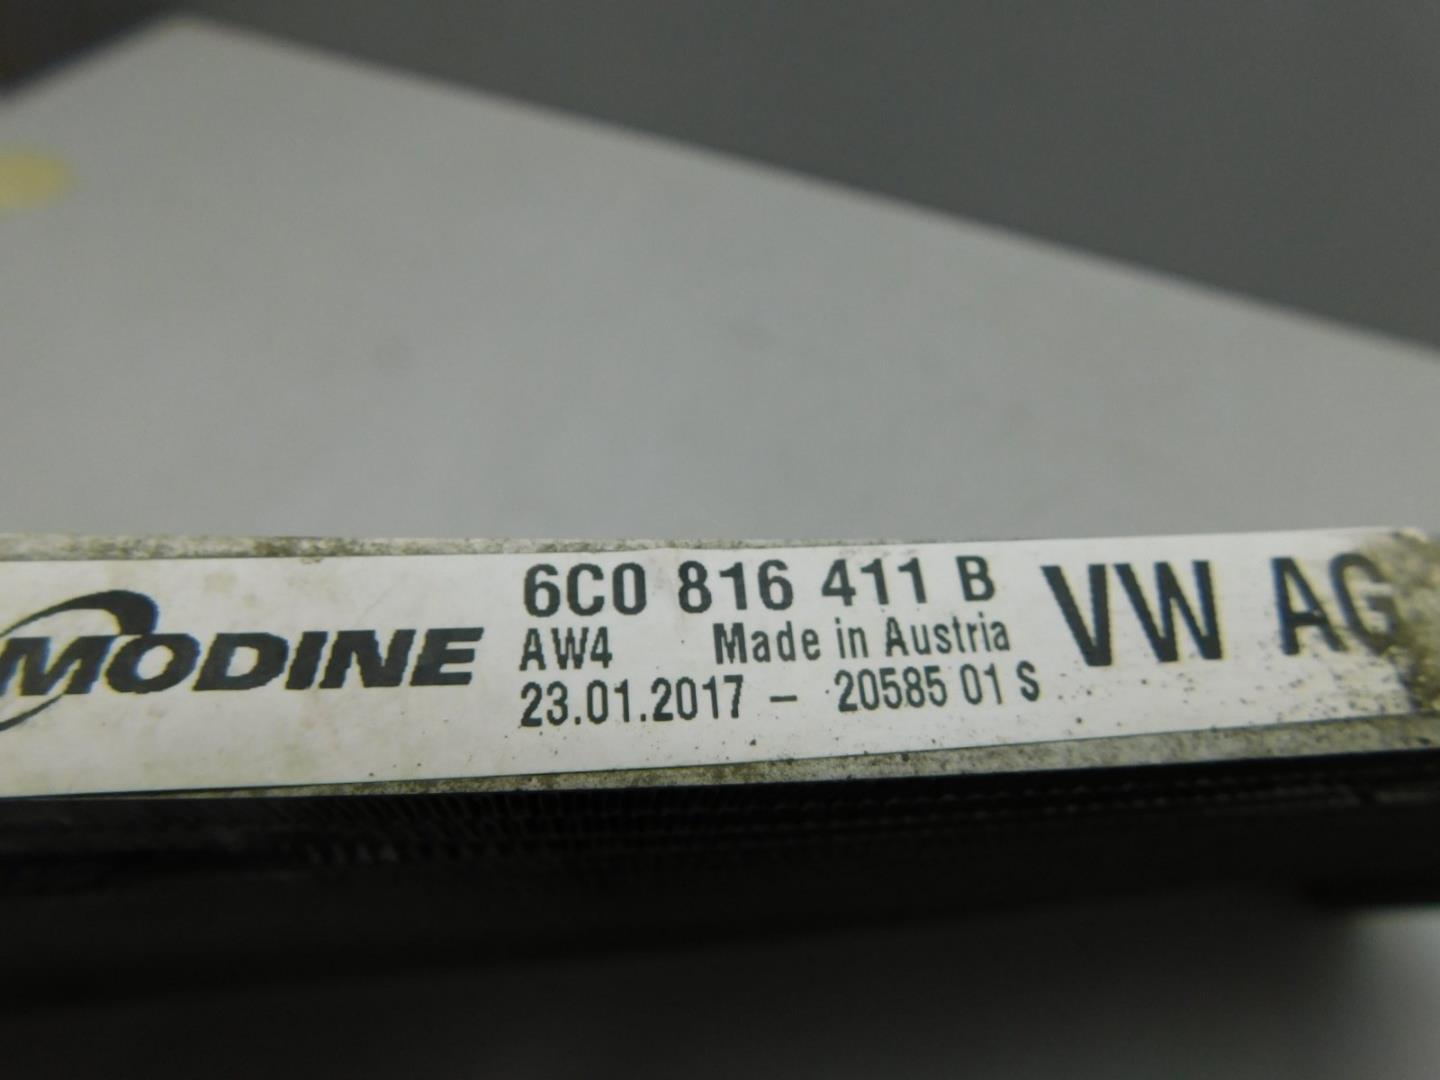 MODINE
6C0 816 411 B
AW4 Made in Austria
23.01.2017 - 20585 01 S
VW AG